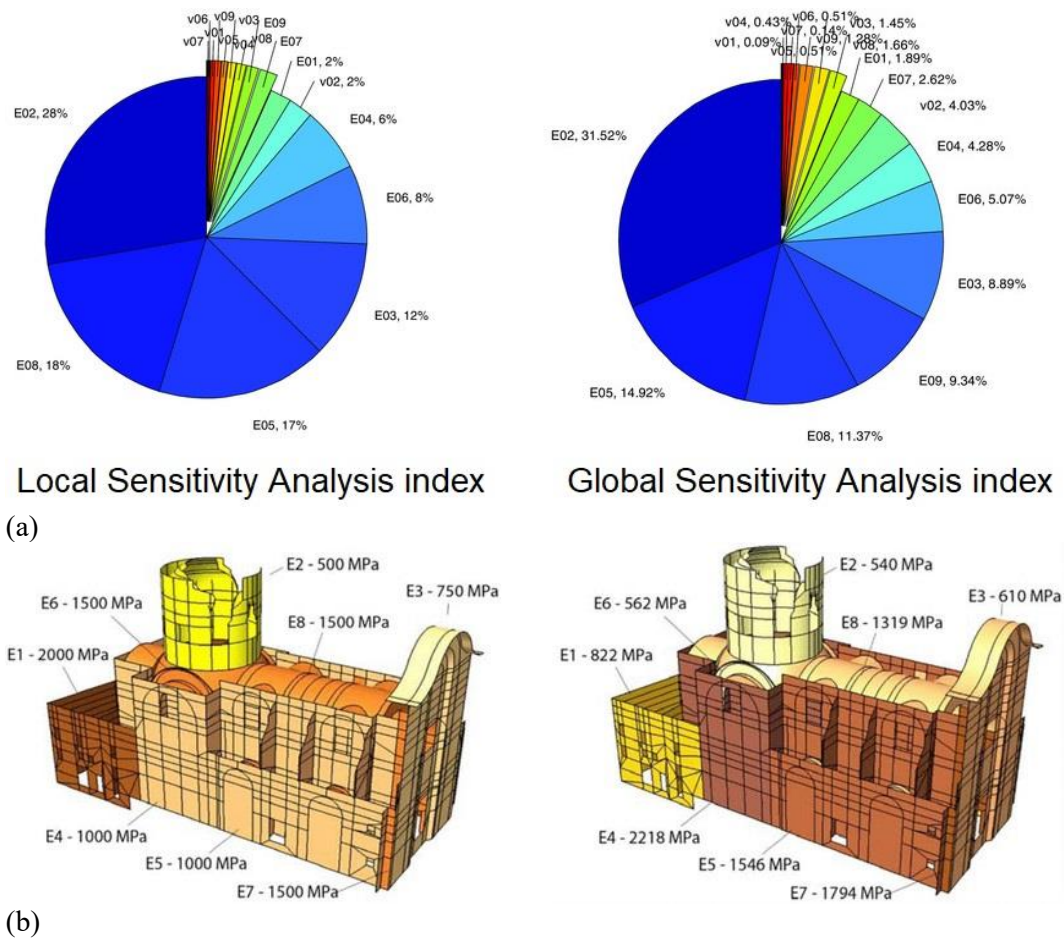 v06
v09
v03
E09
v07
v01
v05
v04
v08
E07
E01, 2%
v02, 2%
E04, 6%
E06, 8%
E03, 12%
E05, 17%
E08, 18%
E02, 28%
v04, 0.43%
v06, 0.51%
v03, 1.45%
v01, 0.09%
v07, 0.14%
v09, 1.28%
v05, 0.51%
v08, 1.66%
E01, 1.89%
E07, 2.62%
v02, 4.03%
E04, 4.28%
E06, 5.07%
E03, 8.89%
E09, 9.34%
E08, 11.37%
E05, 14.92%
E02, 31.52%
Local Sensitivity Analysis index
Global Sensitivity Analysis index
(a)
E2 - 500 MPa
E3 - 750 MPa
E6 - 1500 MPa
E8 - 1500 MPa
E1 - 2000 MPa
E4 - 1000 MPa
E5 - 1000 MPa
E7 - 1500 MPa
E2 - 540 MPa
E3 - 610 MPa
E6 - 562 MPa
E8 - 1319 MPa
E1 - 822 MPa
E4 - 2218 MPa
E5 - 1546 MPa
E7 - 1794 MPa
(b)